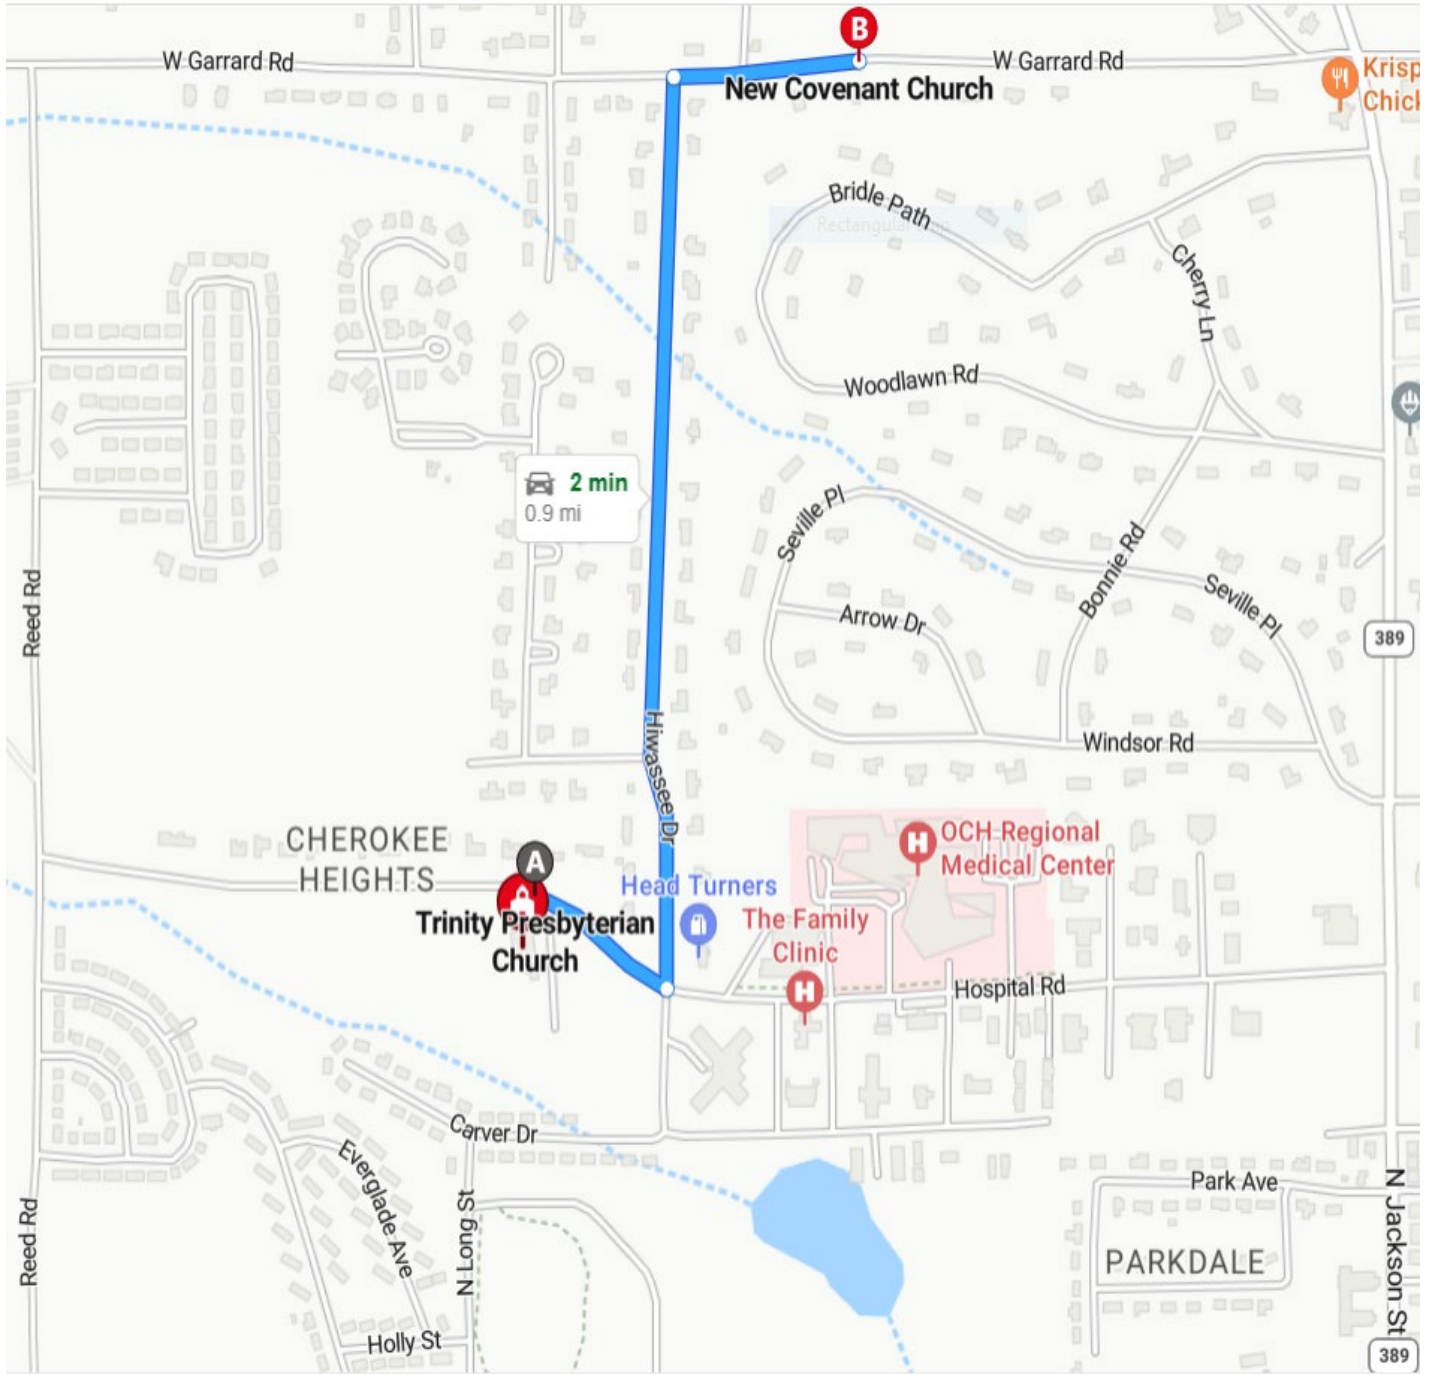 B
W Garrard Rd
W Garrard Rd
New Covenant Church
Krisp
Chick
Bridle Path
Cherry Ln
Woodlawn Rd
2 min
0.9 mi
Seville Pl
Bonnie Rd
Seville Pl
Arrow Dr
Reed Rd
389
Hiwassee Dr
Windsor Rd
CHEROKEE
HEIGHTS
A
H
OCH Regional
Medical Center
Head Turners
The Family
Clinic
Trinity Presbyterian
Church
H
Hospital Rd
Carver Dr
Everglade Ave
N Long St
Reed Rd
Park Ave
N Jackson St
PARKDALE
Holly St
389